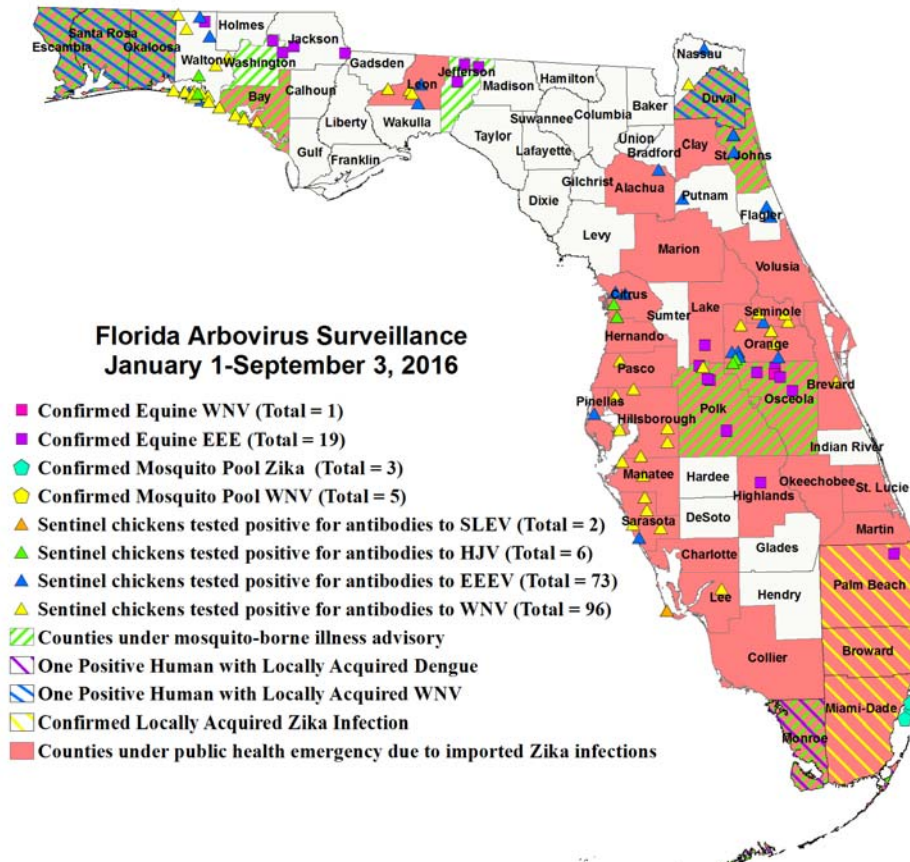 Holmes
Jackson
Santa Rosa
Escambia
Okaloosa
Walton
Washington
Gadsden
Nassau
Hamilton
Jefferson
Madison
Leon
Calhoun
Bay
Baker
Duval
Columbia
Suwannee
Liberty
Wakulla
Taylor
Union
Clay
Bradford
St. Johns
Lafayette
Gulf
Franklin
Gilchrist
Alachua
Putnam
Dixie
Flagler
Levy
Marion
Volusia
Citrus
Lake
Sumter
Seminole
Hernando
Orange
Florida Arbovirus Surveillance
January 1-September 3, 2016
Pasco
Brevard
Osceola
Pinellas
Polk
Hillsborough
Indian River
Manatee
Hardee
Okeechobee
Highlands
St. Lucie
Sarasota
DeSoto
Martin
Glades
Charlotte
Palm Beach
Lee
Hendry
Broward
Collier
Miami-Dade
Monroe
Confirmed Equine WNV (Total = 1)
Confirmed Equine EEE (Total = 19)
Confirmed Mosquito Pool Zika (Total = 3)
Confirmed Mosquito Pool WNV (Total = 5)
Sentinel chickens tested positive for antibodies to SLEV (Total = 2)
Sentinel chickens tested positive for antibodies to HJV (Total = 6)
Sentinel chickens tested positive for antibodies to EEEV (Total = 73)
Sentinel chickens tested positive for antibodies to WNV (Total = 96)
Counties under mosquito-borne illness advisory
One Positive Human with Locally Acquired Dengue
One Positive Human with Locally Acquired WNV
Confirmed Locally Acquired Zika Infection
Counties under public health emergency due to imported Zika infections